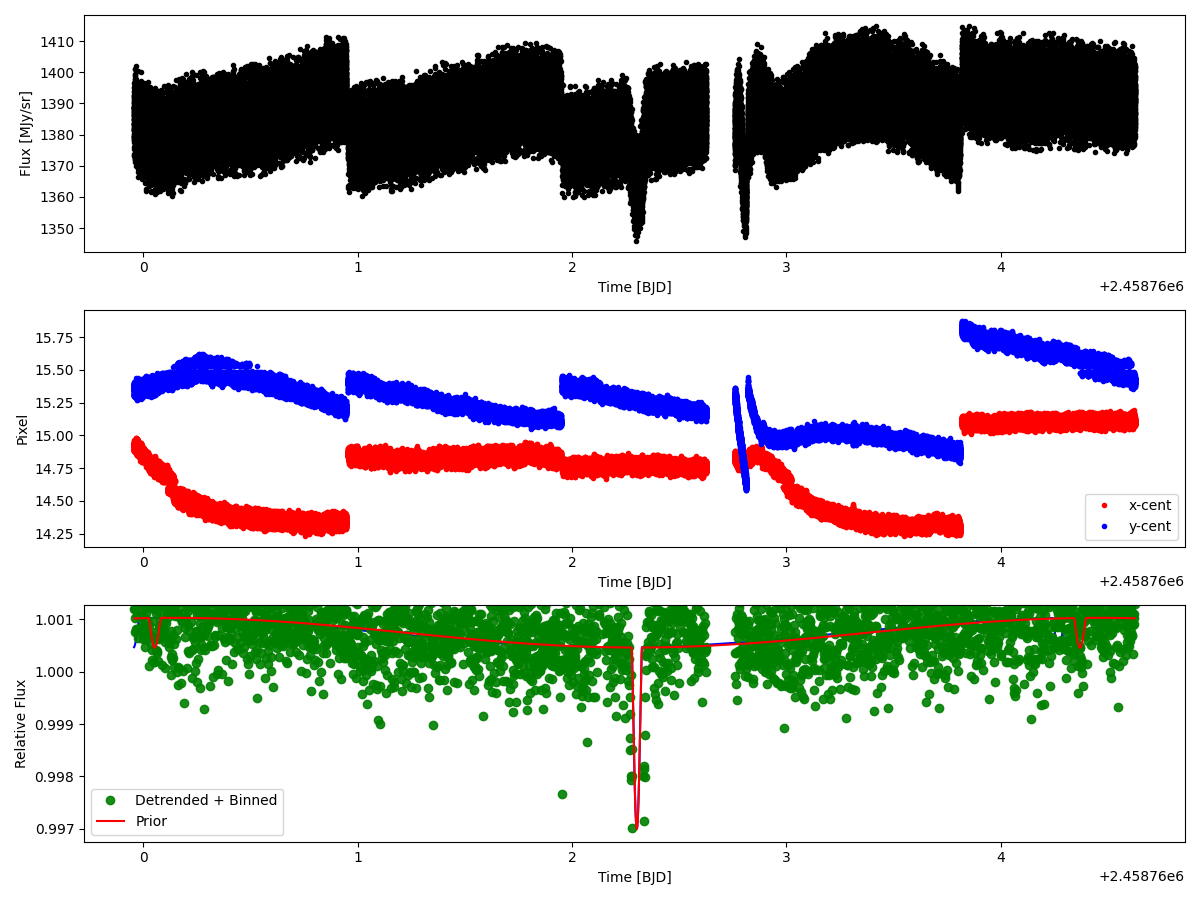 Flux [MJy/sr]
1410
1400
1390
1380
1370
1360
1350
0 1 2 3 4
Time [BJD]
+2.45876e6
Pixel
15.75
15.50
15.25
15.00
14.75
14.50
14.25
x-cent
y-cent
0 1 2 3 4
Time [BJD]
+2.45876e6
Relative Flux
1.001
1.000
0.999
0.998
0.997
Detrended + Binned
Prior
0 1 2 3 4
Time [BJD]
+2.45876e6